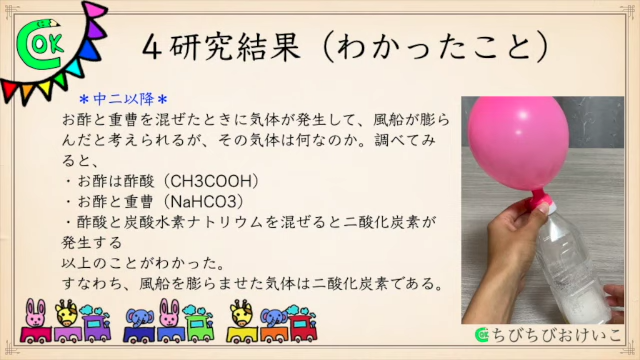 COK
4研究結果（わかったこと）
＊中二以降＊
お酢と重曹を混ぜたときに気体が発生して、風船が膨ら
んだと考えられるが、その気体は何なのか。調べてみ
ると、
・お酢は酢酸（CH3COOH）
・お酢と重曹（NaHCO3）
・酢酸と炭酸水素ナトリウムを混ぜると二酸化炭素が
発生する
以上のことがわかった。
すなわち、風船を膨らませた気体は二酸化炭素である。
COKちびちびおけいこ